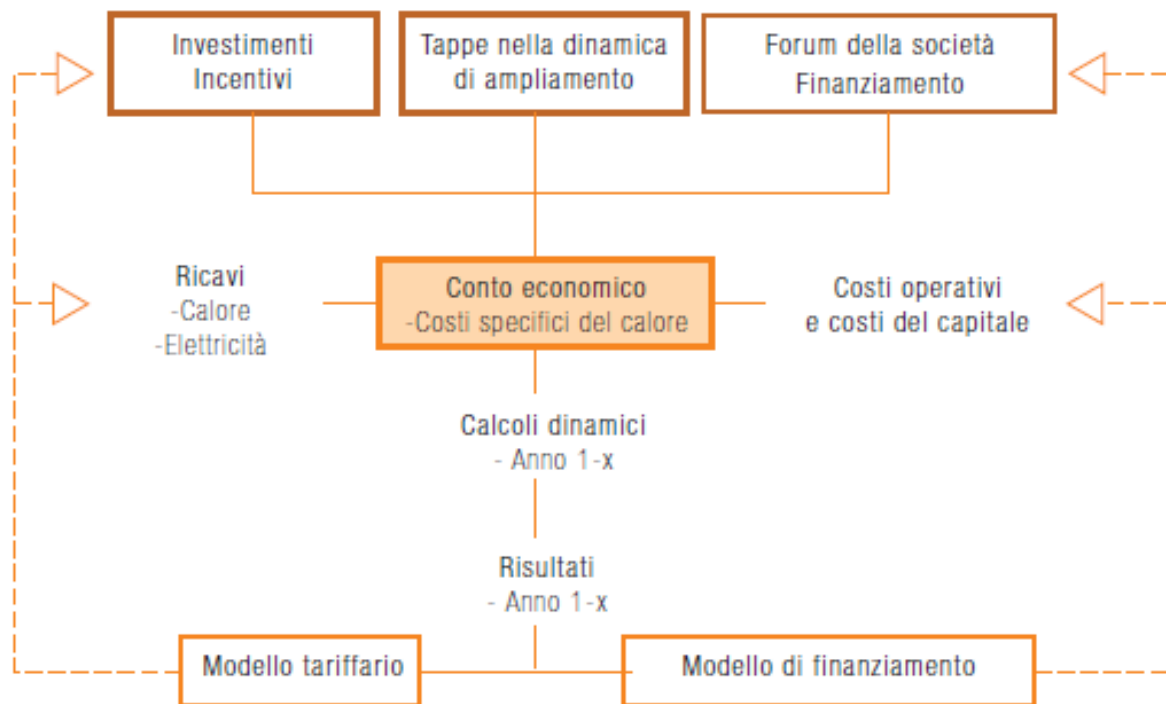 Investimenti
Incentivi
Tappe nella dinamica
di ampliamento
Forum della società
Finanziamento
Ricavi
-Calore
-Elettricità
Conto economico
-Costi specifici del calore
Costi operativi
e costi del capitale
Calcoli dinamici
- Anno 1-x
Risultati
- Anno 1-x
Modello tariffario
Modello di finanziamento